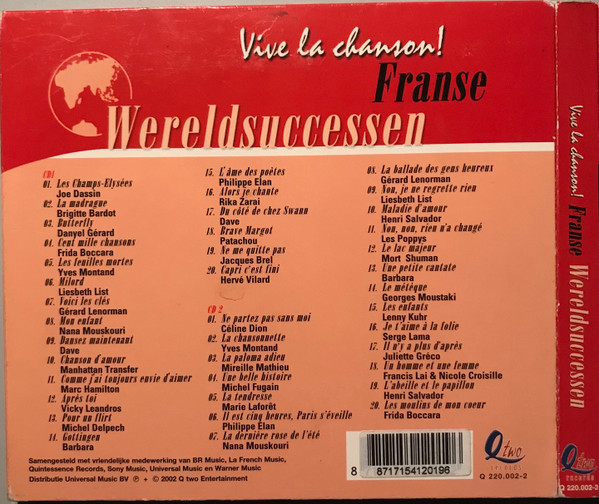 Vive la chanson!
Franse
Wereldsuccessen
CD1
01. Les Champs-Elysées
Joe Dassin
02. La madrague
Brigitte Bardot
03. Butterfly
Danyel Gérard
04. Cent mille chansons
Frida Boccara
05. Les feuilles mortes
Yves Montand
06. Milord
Liesbeth List
07. Voici les clés
Gérard Lenorman
08. Mon enfant
Nana Mouskouri
09. Dansez maintenant
Dave
10. Chanson d'amour
Manhattan Transfer
11. Comme j'ai toujours envie d'aimer
Marc Hamilton
12. Après toi
Vicky Leandros
13. Pour un flirt
Michel Delpech
14. Gottingen
Barbara
15. L'âme des poètes
Philippe Elan
16. Alors je chante
Rika Zarai
17. Du côté de chez Swann
Dave
18. Brave Margot
Patachou
19. Ne me quitte pas
Jacques Brel
20. Capri c'est fini
Hervé Vilard
CD 2
01. Ne partez pas sans moi
Céline Dion
02. La chansonnette
Yves Montand
03. La paloma adieu
Mireille Mathieu
04. Une belle histoire
Michel Fugain
05. La tendresse
Marie Laforêt
06. Il est cinq heures, Paris s'éveille
Philippe Elan
07. La dernière rose de l'été
Nana Mouskouri
08. La ballade des gens heureux
Gérard Lenorman
09. Non, je ne regrette rien
Liesbeth List
10. Maladie d'amour
Henri Salvador
11. Non, non, rien n'a changé
Les Poppys
12. Le lac majeur
Mort Shuman
13. Une petite cantate
Barbara
14. Le métèque
Georges Moustaki
15. Les enfants
Lenny Kuhr
16. Je t'aime à la folie
Serge Lama
17. Il n'y a plus d'après
Juliette Gréco
18. Un homme et une femme
Francis Lai & Nicole Croisille
19. L'abeille et le papillon
Henri Salvador
20. Les moulins de mon coeur
Frida Boccara
Samengesteld met vriendelijke medewerking van BR Music, La French Music,
Quintessence Records, Sony Music, Universal Music en Warner Music
Distributie Universal Music BV ℗ + © 2002 Q two Entertainment
8 717154 120196
Q two
records
Q 220.002-2
Vive la chanson! Franse Wereldsuccessen
Q two
records
Q 220.002-2